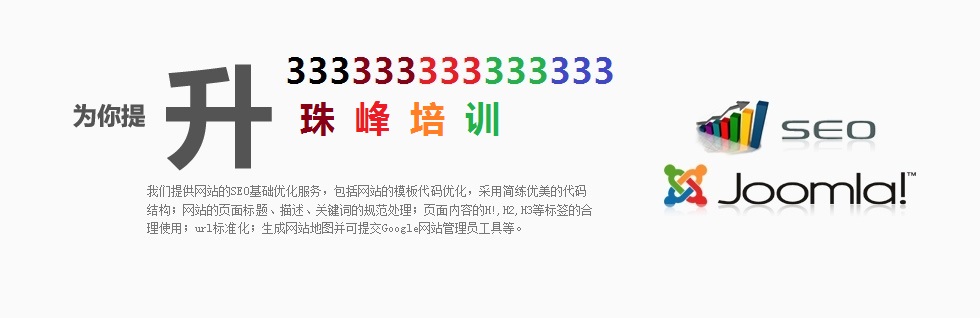 333333333333333
为你提
升
珠 峰 培 训
我们提供网站的SEO基础优化服务，包括网站的模板代码优化，采用简练优美的代码
结构；网站的页面标题、描述、关键词的规范处理；页面内容的H!,H2,H3等标签的合
理使用；url标准化；生成网站地图并可提交Google网站管理员工具等。
SEO
Joomla!™